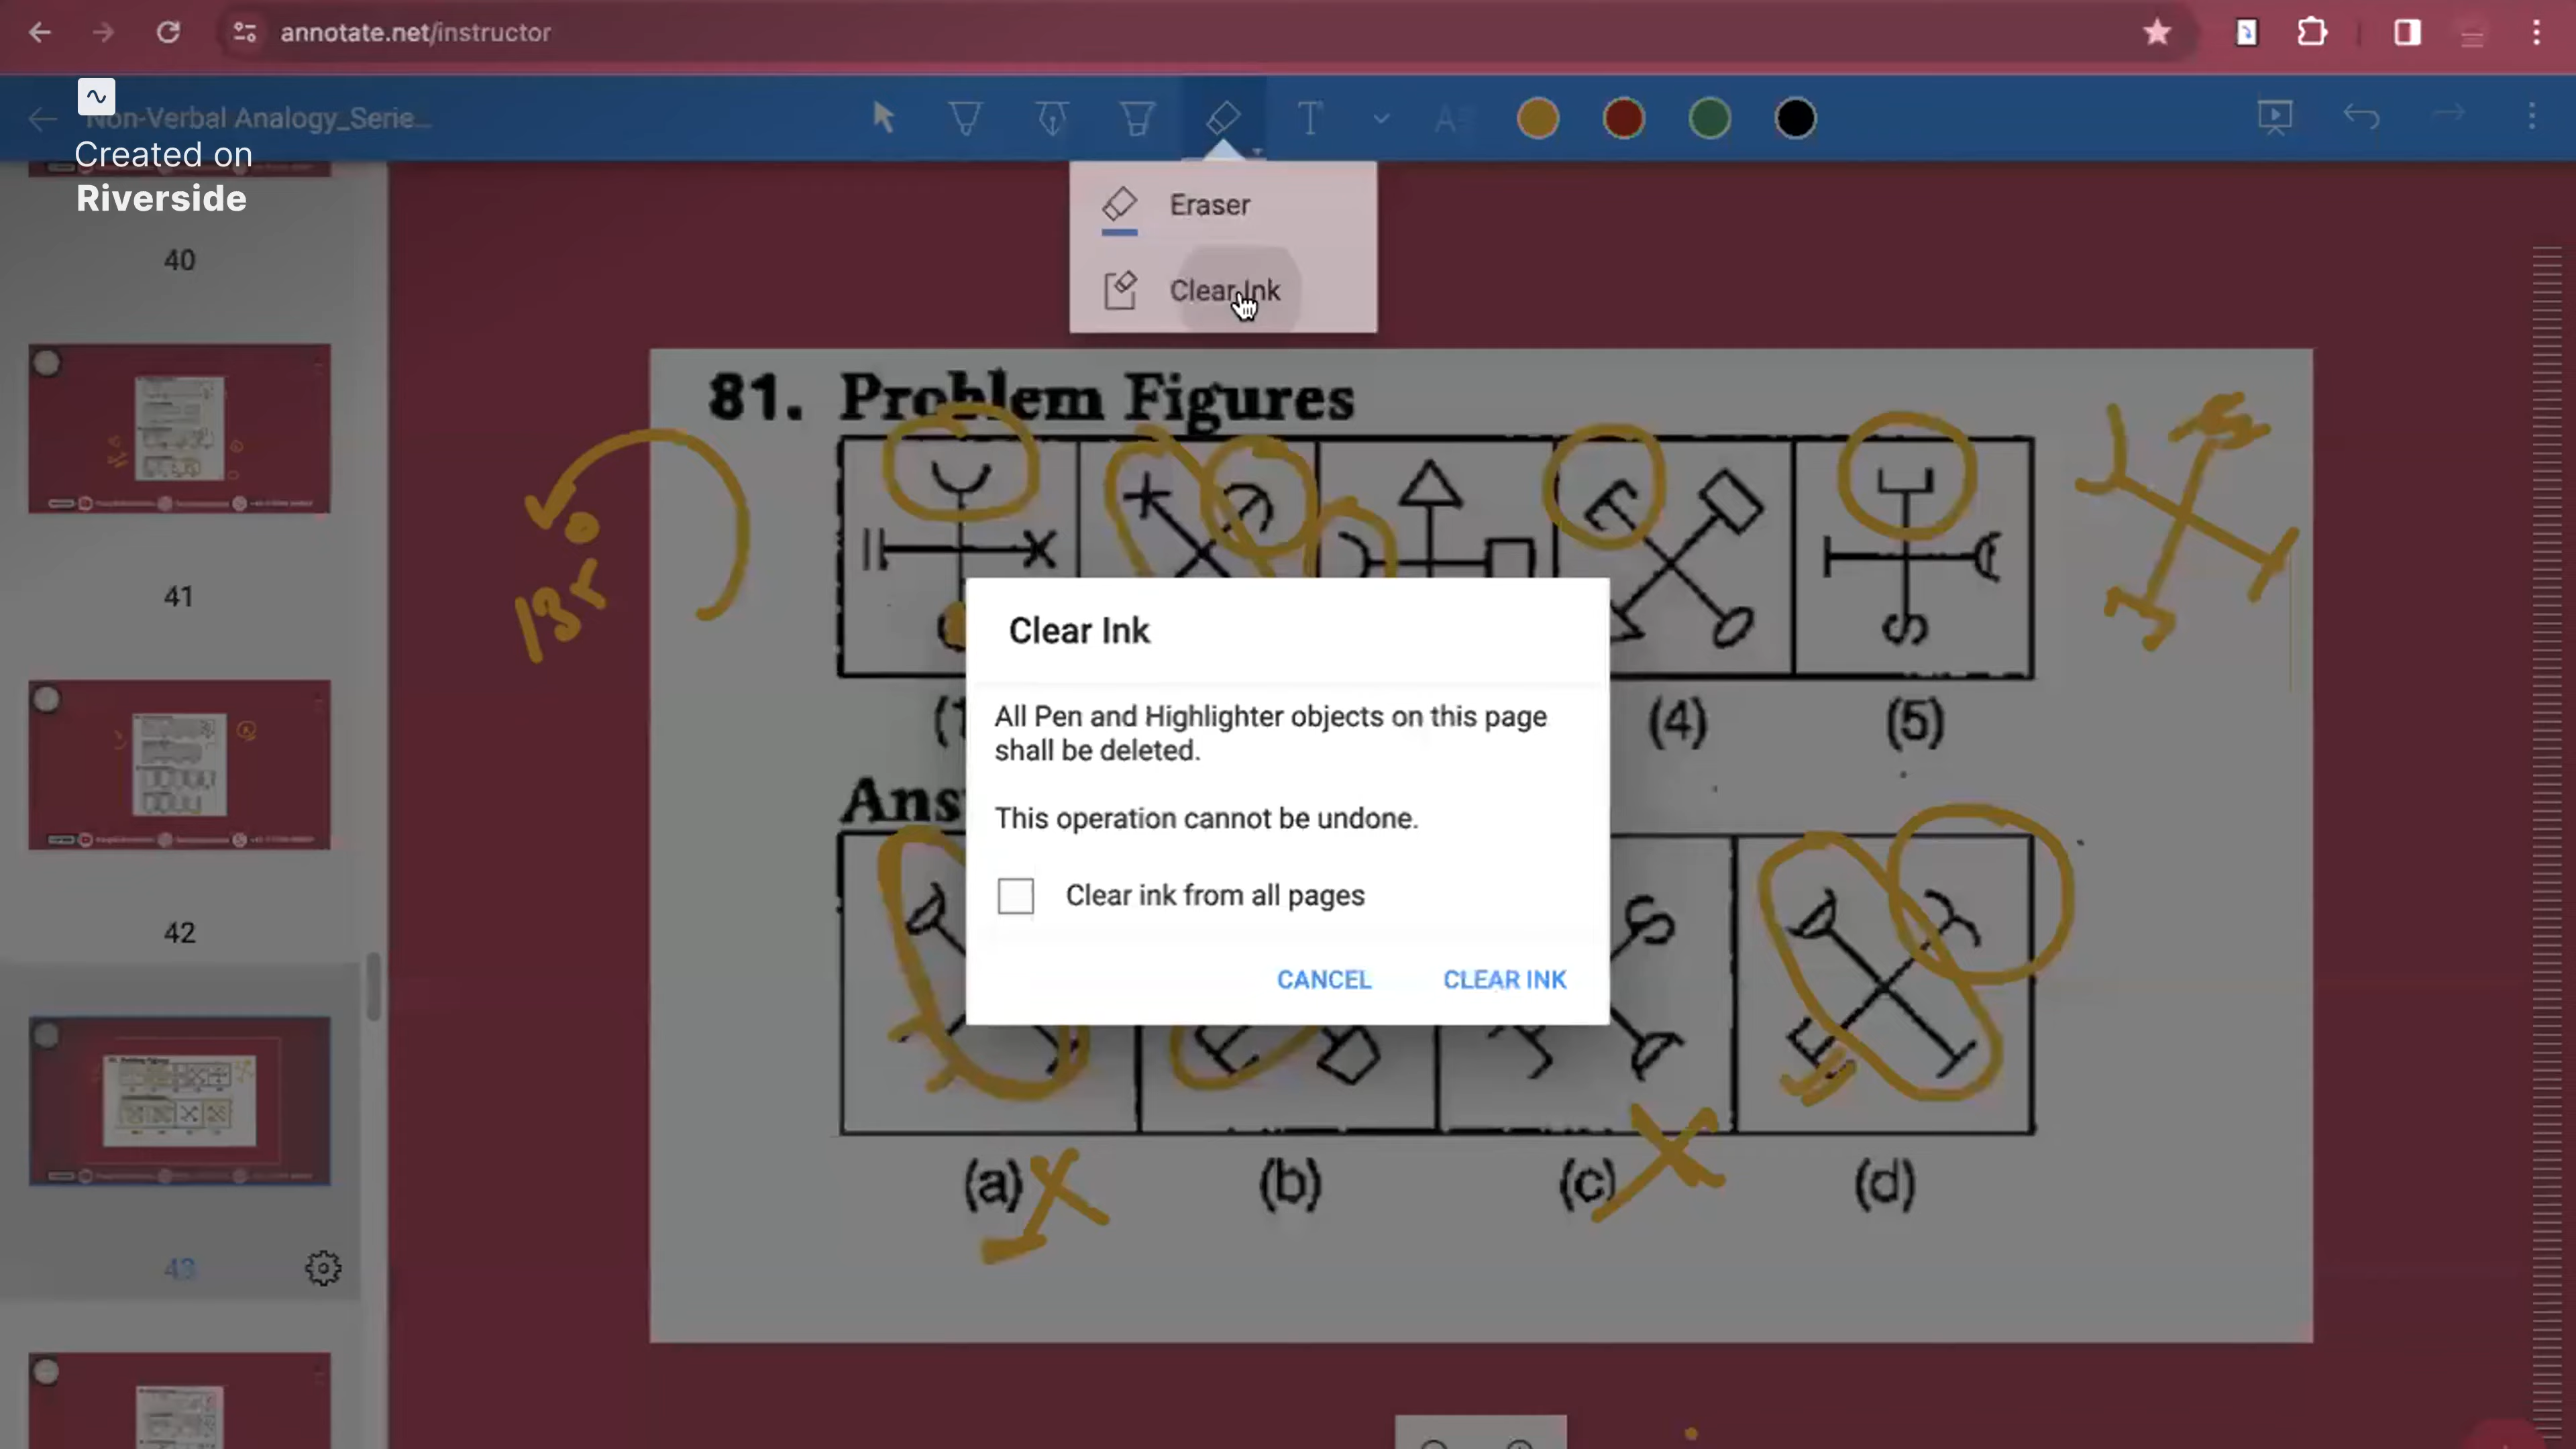 annotate.net/instructor
Non-Verbal Analogy_Serie...
Created on
Riverside
Eraser
Clear Ink
40
41
42
43
81. Problem Figures
135
Clear Ink
All Pen and Highlighter objects on this page
shall be deleted.
This operation cannot be undone.
Clear ink from all pages
CANCEL CLEAR INK
(4) (5)
(a) (b) (c) (d)